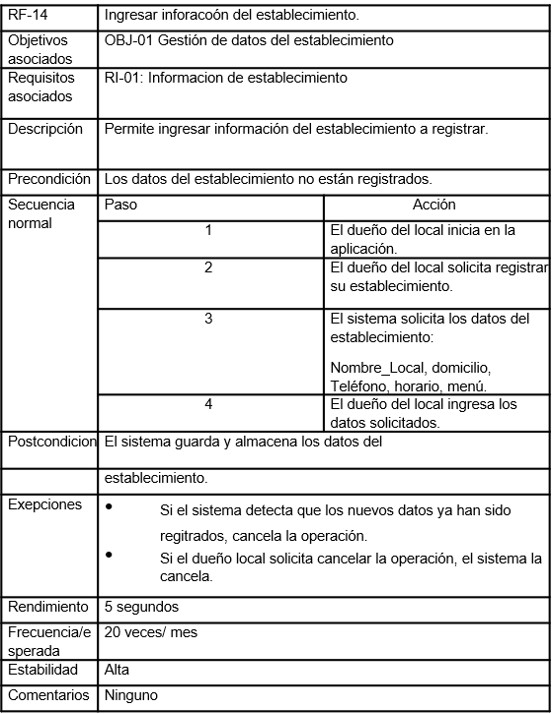 RF-14 Ingresar inforacoón del establecimiento.
Objetivos OBJ-01 Gestión de datos del establecimiento
asociados
Requisitos RI-01: Informacion de establecimiento
asociados
Descripción Permite ingresar información del establecimiento a registrar.
Precondición Los datos del establecimiento no están registrados.
Secuencia Paso Acción
normal
1 El dueño del local inicia en la
aplicación.
2 El dueño del local solicita registrar
su establecimiento.
3 El sistema solicita los datos del
establecimiento:
Nombre_Local, domicilio,
Teléfono, horario, menú.
4 El dueño del local ingresa los
datos solicitados.
Postcondicion El sistema guarda y almacena los datos del
establecimiento.
Exepciones • Si el sistema detecta que los nuevos datos ya han sido
regitrados, cancela la operación.
• Si el dueño local solicita cancelar la operación, el sistema la
cancela.
Rendimiento 5 segundos
Frecuencia/e 20 veces/ mes
sperada
Estabilidad Alta
Comentarios Ninguno